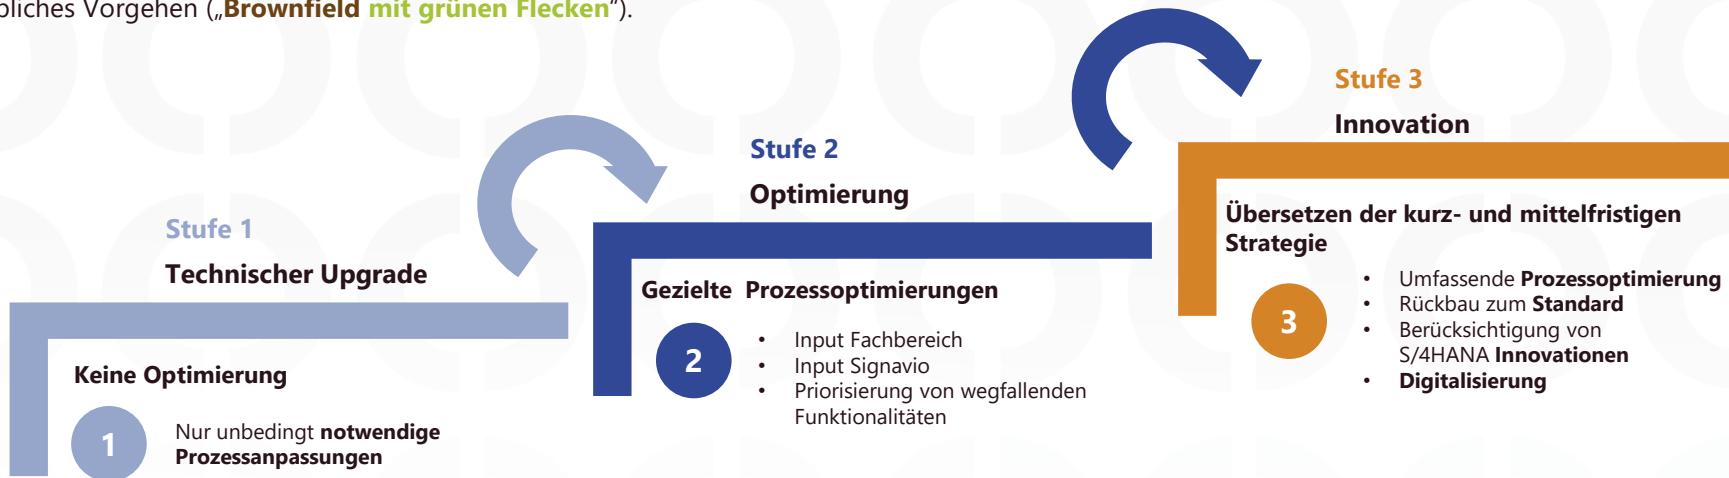 Vorgehen („Brownfield mit grünen Flecken“).
Stufe 1
Technischer Upgrade
Keine Optimierung
1
Nur unbedingt notwendige
Prozessanpassungen
Stufe 2
Optimierung
Gezielte Prozessoptimierungen
2
• Input Fachbereich
• Input Signavio
• Priorisierung von wegfallenden
Funktionalitäten
Stufe 3
Innovation
Übersetzen der kurz- und mittelfristigen
Strategie
3
• Umfassende Prozessoptimierung
• Rückbau zum Standard
• Berücksichtigung von
S/4HANA Innovationen
• Digitalisierung